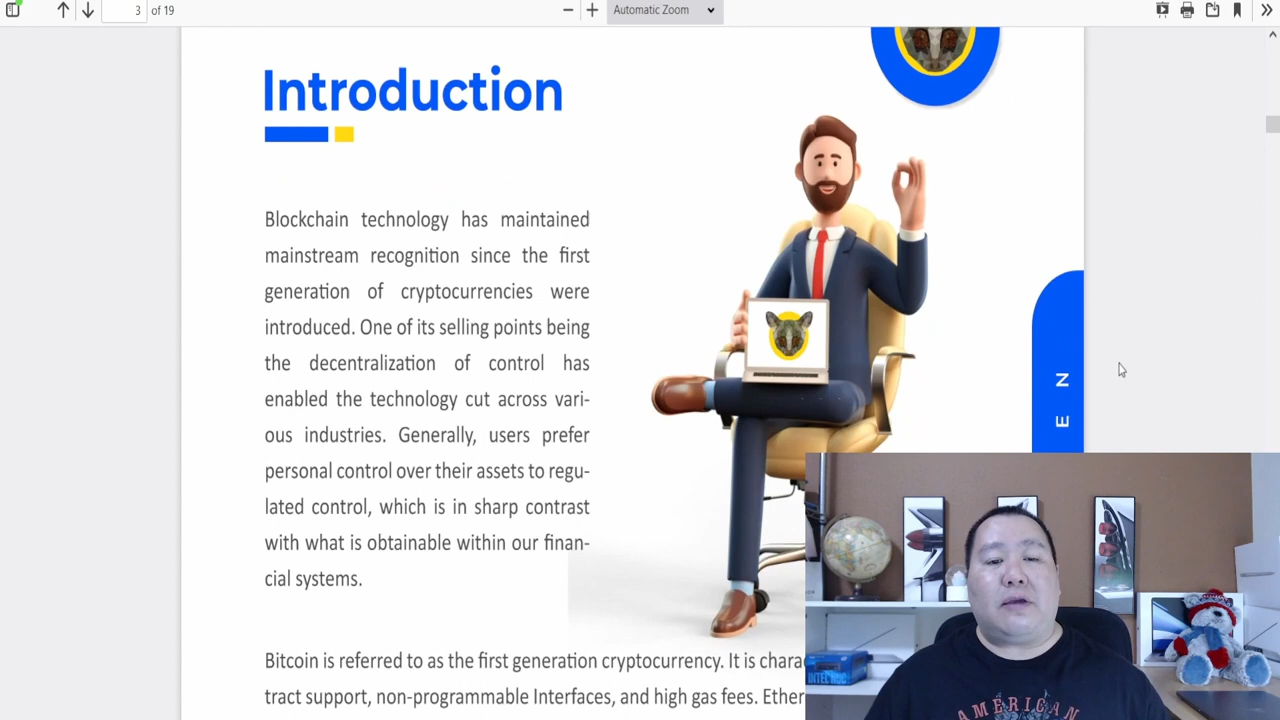 3 of 19
Automatic Zoom
Introduction
Blockchain technology has maintained
mainstream recognition since the first
generation of cryptocurrencies were
introduced. One of its selling points being
the decentralization of control has
enabled the technology cut across vari-
ous industries. Generally, users prefer
personal control over their assets to regu-
lated control, which is in sharp contrast
with what is obtainable within our finan-
cial systems.
Bitcoin is referred to as the first generation cryptocurrency. It is
tract support, non-programmable Interfaces, and high gas fees.
E N
INTEL NUC
AMERICAN